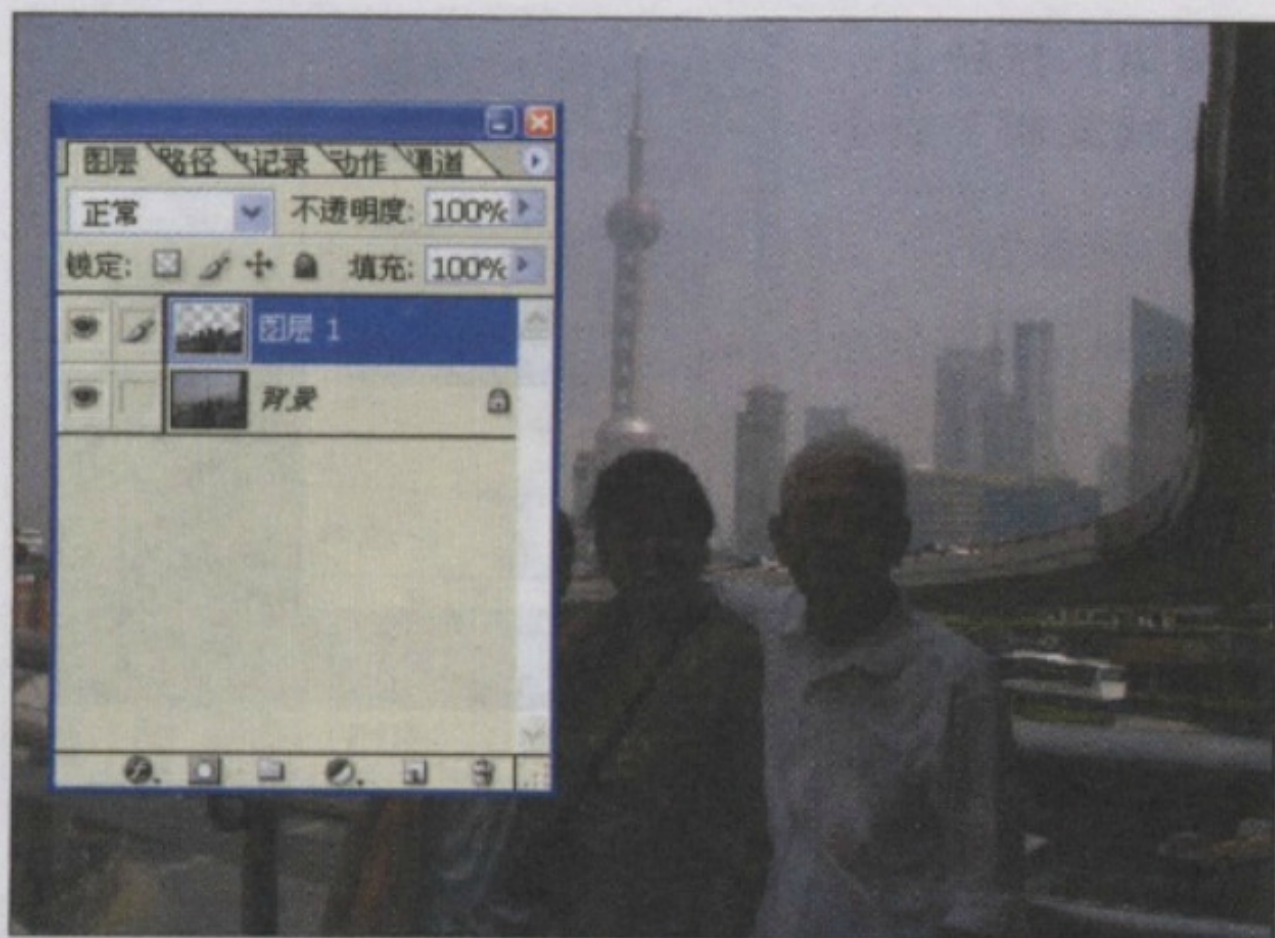 图层 路径 记录 动作 通道
正常 不透明度: 100%
锁定: 填充: 100%
图层 1
背景